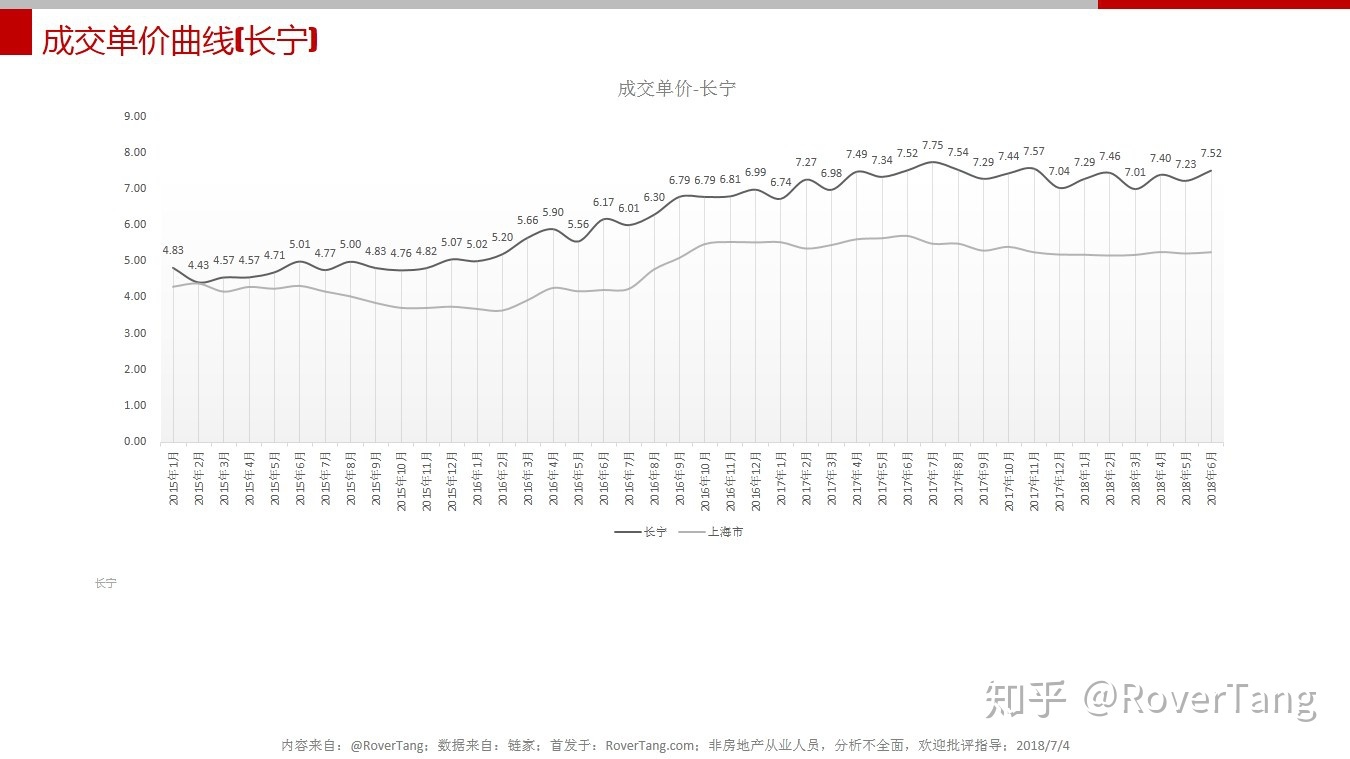 成交单价曲线(长宁)
成交单价-长宁
9.00
8.00
7.00
6.00
5.00
4.00
3.00
2.00
1.00
0.00
4.83 4.43 4.57 4.57 4.71 5.01 4.77 5.00 4.83 4.76 4.82 5.07 5.02 5.20 5.66 5.90 5.56 6.17 6.01 6.30 6.79 6.79 6.81 6.99 6.74 7.27 6.98 7.49 7.34 7.52 7.75 7.54 7.29 7.44 7.57 7.04 7.29 7.46 7.01 7.40 7.23 7.52
2015年1月
2015年2月
2015年3月
2015年4月
2015年5月
2015年6月
2015年7月
2015年8月
2015年9月
2015年10月
2015年11月
2015年12月
2016年1月
2016年2月
2016年3月
2016年4月
2016年5月
2016年6月
2016年7月
2016年8月
2016年9月
2016年10月
2016年11月
2016年12月
2017年1月
2017年2月
2017年3月
2017年4月
2017年5月
2017年6月
2017年7月
2017年8月
2017年9月
2017年10月
2017年11月
2017年12月
2018年1月
2018年2月
2018年3月
2018年4月
2018年5月
2018年6月
长宁 上海市
长宁
知乎 @RoverTang
内容来自：@RoverTang；数据来自：链家；首发于：RoverTang.com；非房地产从业人员，分析不全面，欢迎批评指导；2018/7/4